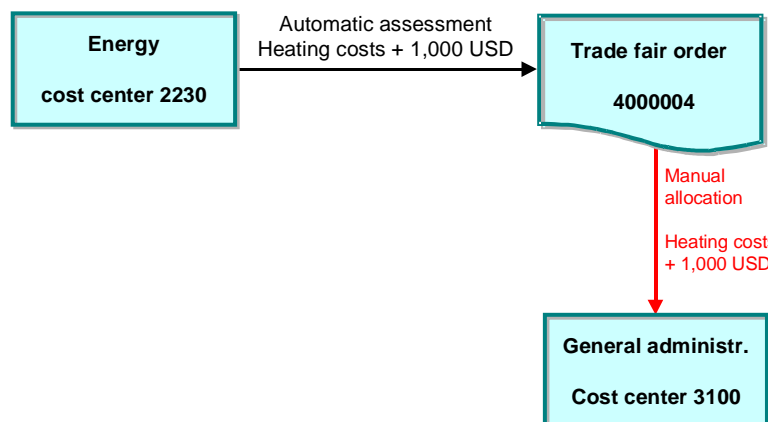 Energy
cost center 2230
Automatic assessment
Heating costs + 1,000 USD
Trade fair order
4000004
Manual
allocation
Heating costs
+ 1,000 USD
General administr.
Cost center 3100